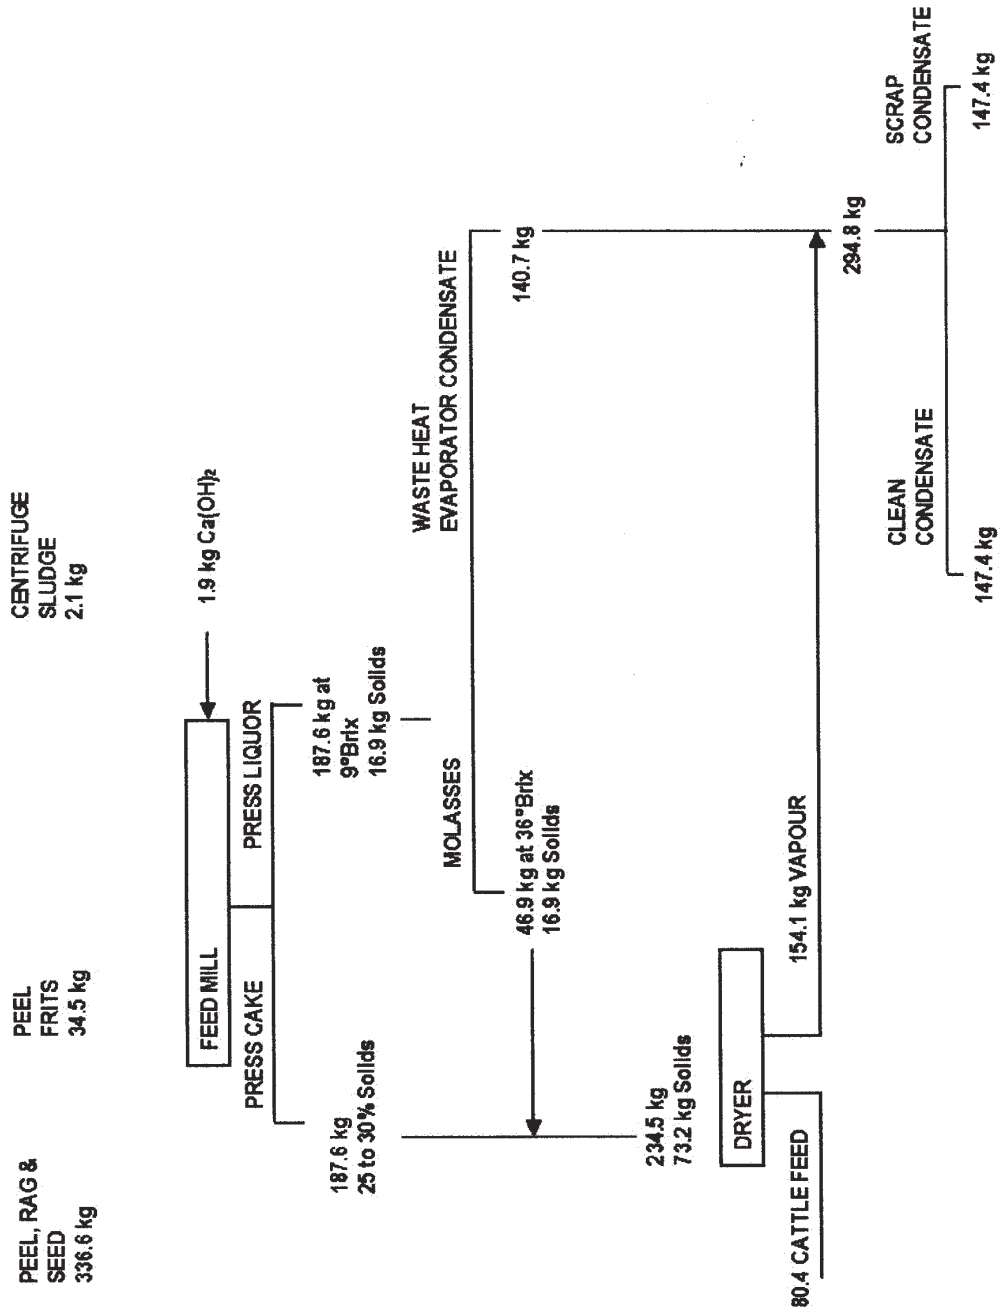 PEEL, RAG &
SEED
336.6 kg
PEEL
FRITS
34.5 kg
CENTRIFUGE
SLUDGE
2.1 kg
FEED MILL
1.9 kg Ca(OH)₂
PRESS CAKE
PRESS LIQUOR
187.6 kg
25 to 30% Solids
187.6 kg at
9°Brix
16.9 kg Solids
MOLASSES
WASTE HEAT
EVAPORATOR CONDENSATE
46.9 kg at 36°Brix
16.9 kg Solids
140.7 kg
234.5 kg
73.2 kg Solids
DRYER
80.4 CATTLE FEED
154.1 kg VAPOUR
294.8 kg
CLEAN
CONDENSATE
SCRAP
CONDENSATE
147.4 kg
147.4 kg